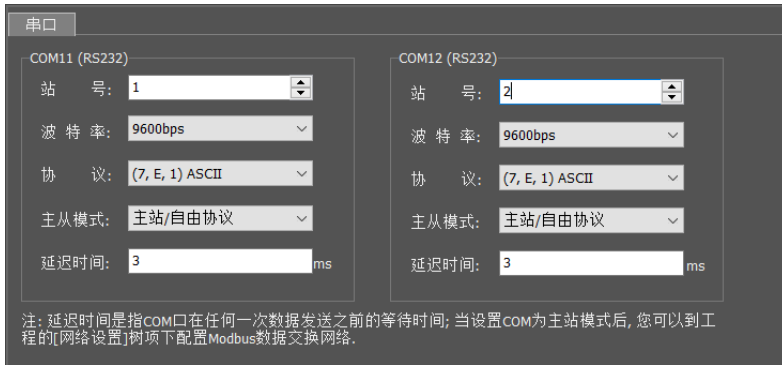 串口
COM11 (RS232)
站 号: 1
波 特 率: 9600bps
协 议: (7, E, 1) ASCII
主从模式: 主站/自由协议
延迟时间: 3 ms
COM12 (RS232)
站 号: 2
波 特 率: 9600bps
协 议: (7, E, 1) ASCII
主从模式: 主站/自由协议
延迟时间: 3 ms
注: 延迟时间是指COM口在任何一次数据发送之前的等待时间; 当设置COM为主站模式后, 您可以到工
程的[网络设置]树项下配置Modbus数据交换网络.